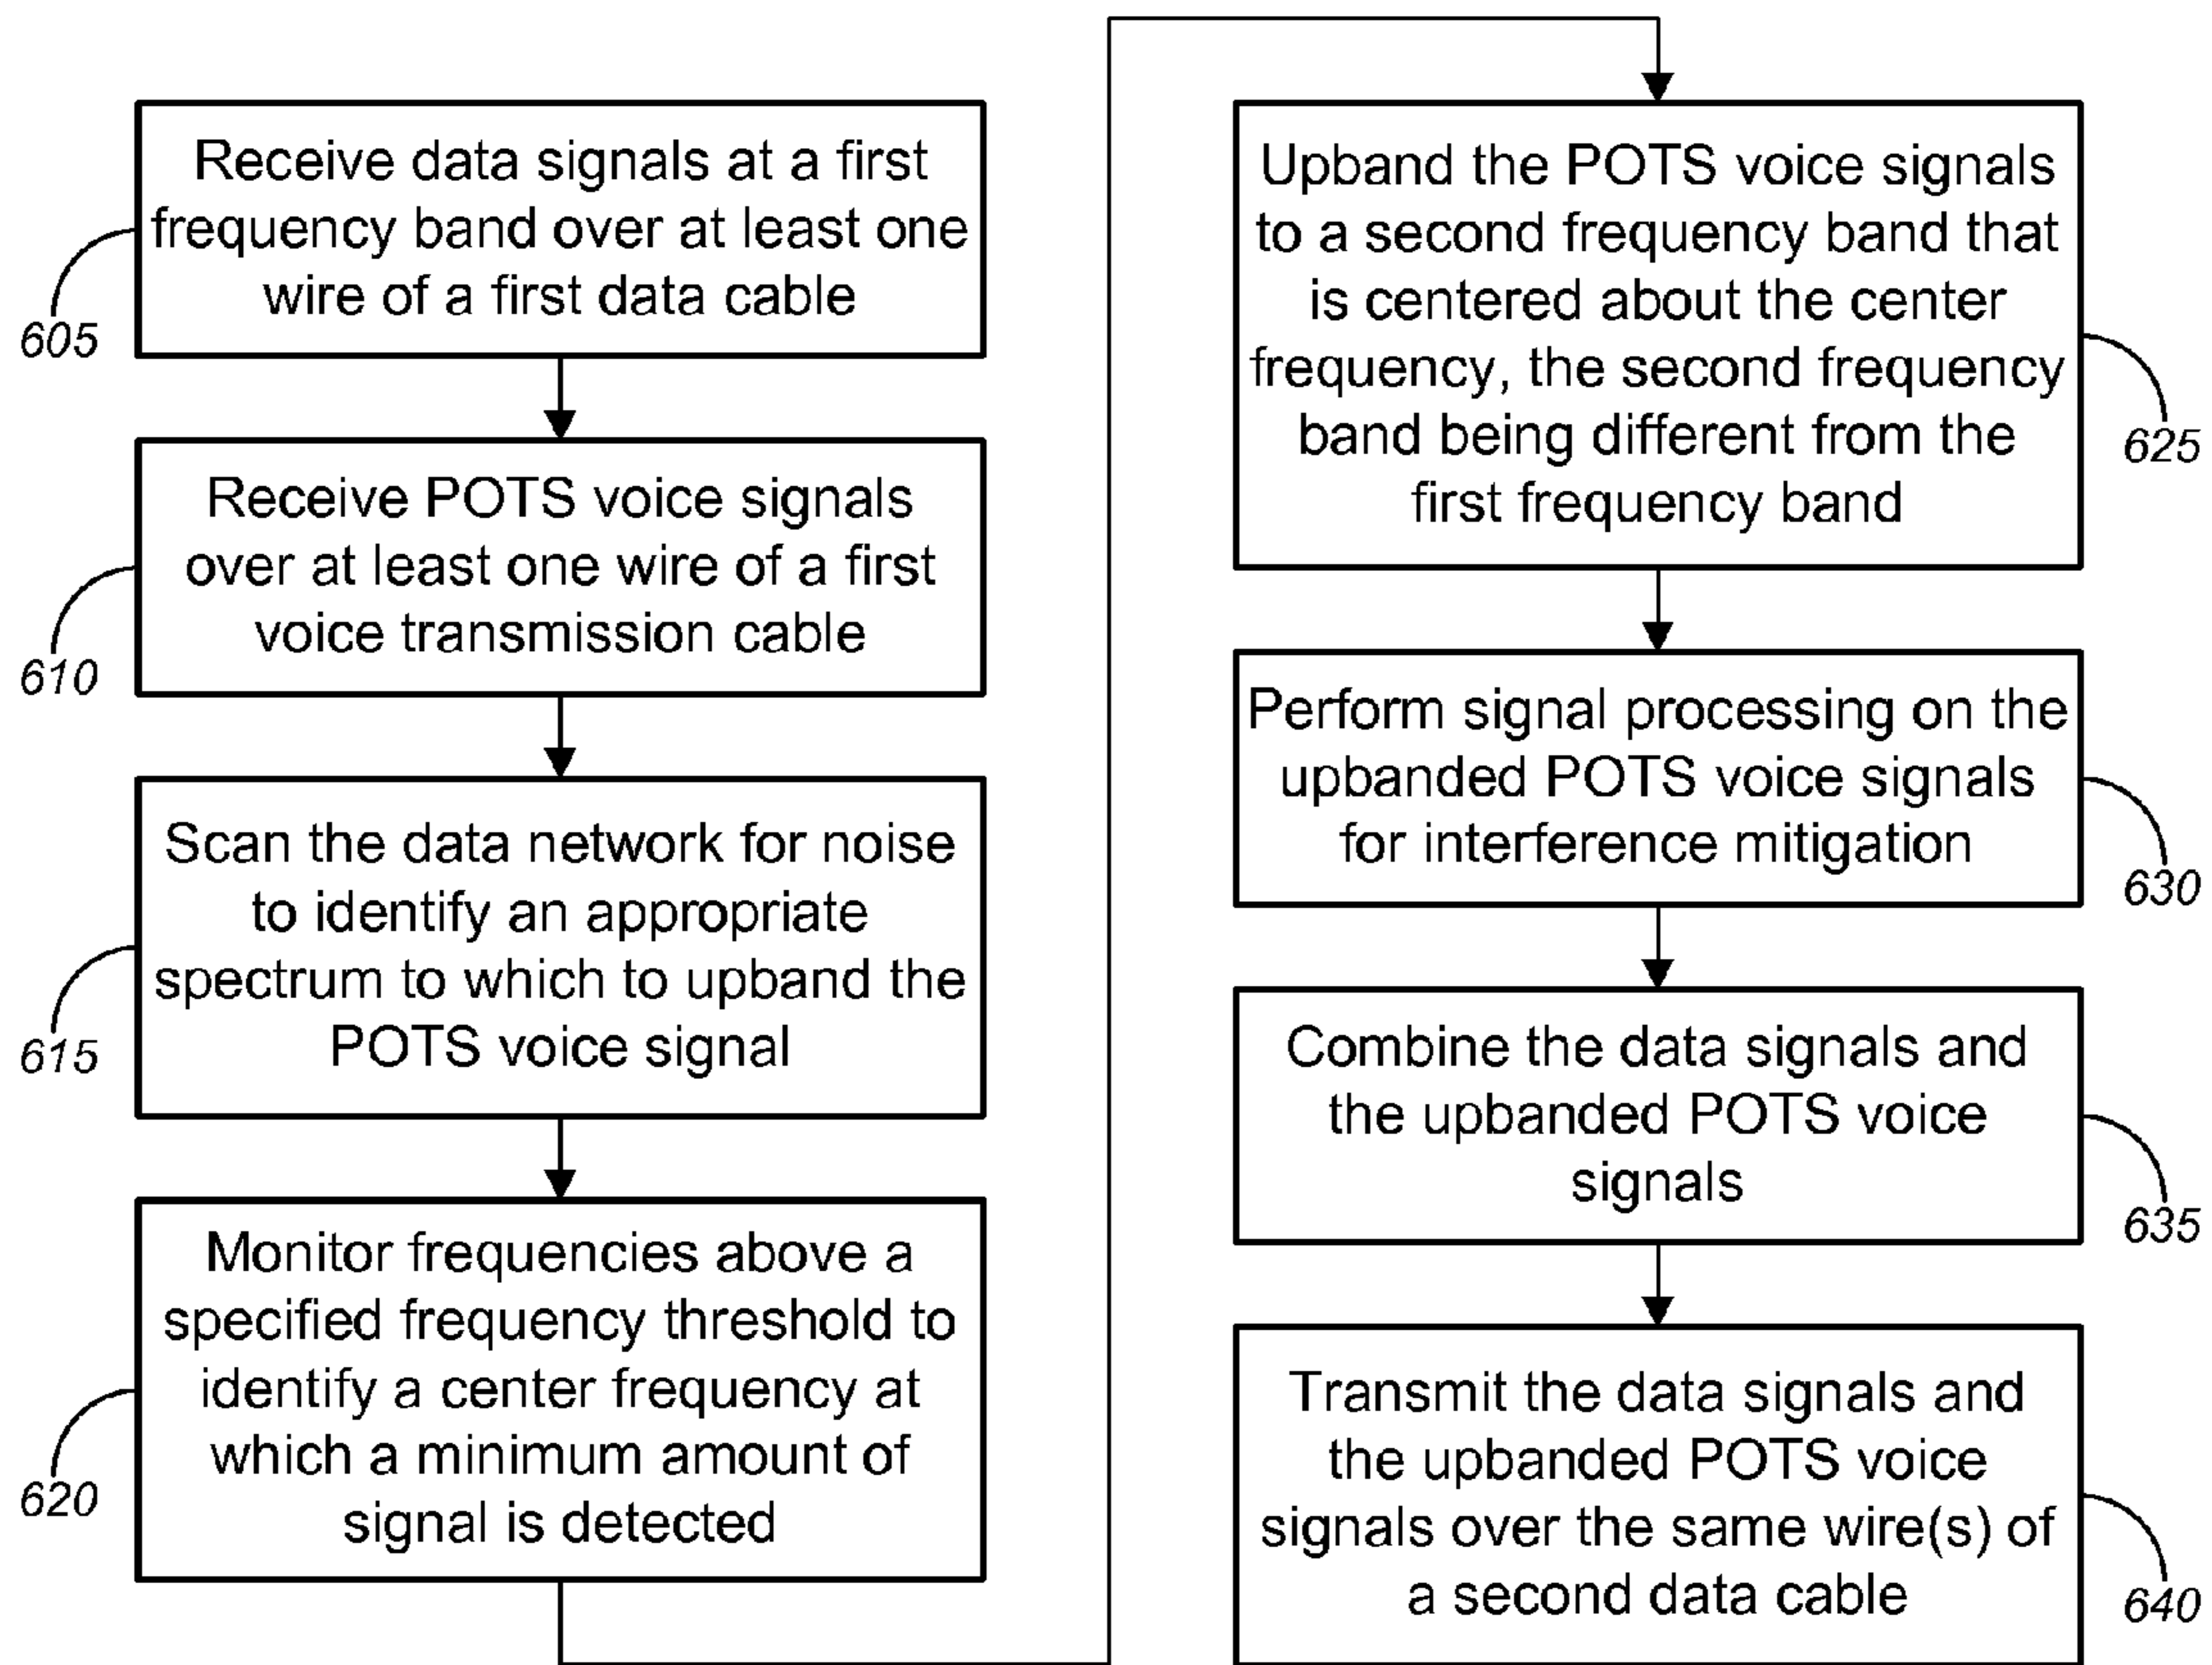 Receive data signals at a first
frequency band over at least one
wire of a first data cable
605
Receive POTS voice signals
over at least one wire of a first
voice transmission cable
610
Scan the data network for noise
to identify an appropriate
spectrum to which to upband the
POTS voice signal
615
Monitor frequencies above a
specified frequency threshold to
identify a center frequency at
which a minimum amount of
signal is detected
620
Upband the POTS voice signals
to a second frequency band that
is centered about the center
frequency, the second frequency
band being different from the
first frequency band
625
Perform signal processing on the
upbanded POTS voice signals
for interference mitigation
630
Combine the data signals and
the upbanded POTS voice
signals
635
Transmit the data signals and
the upbanded POTS voice
signals over the same wire(s) of
a second data cable
640